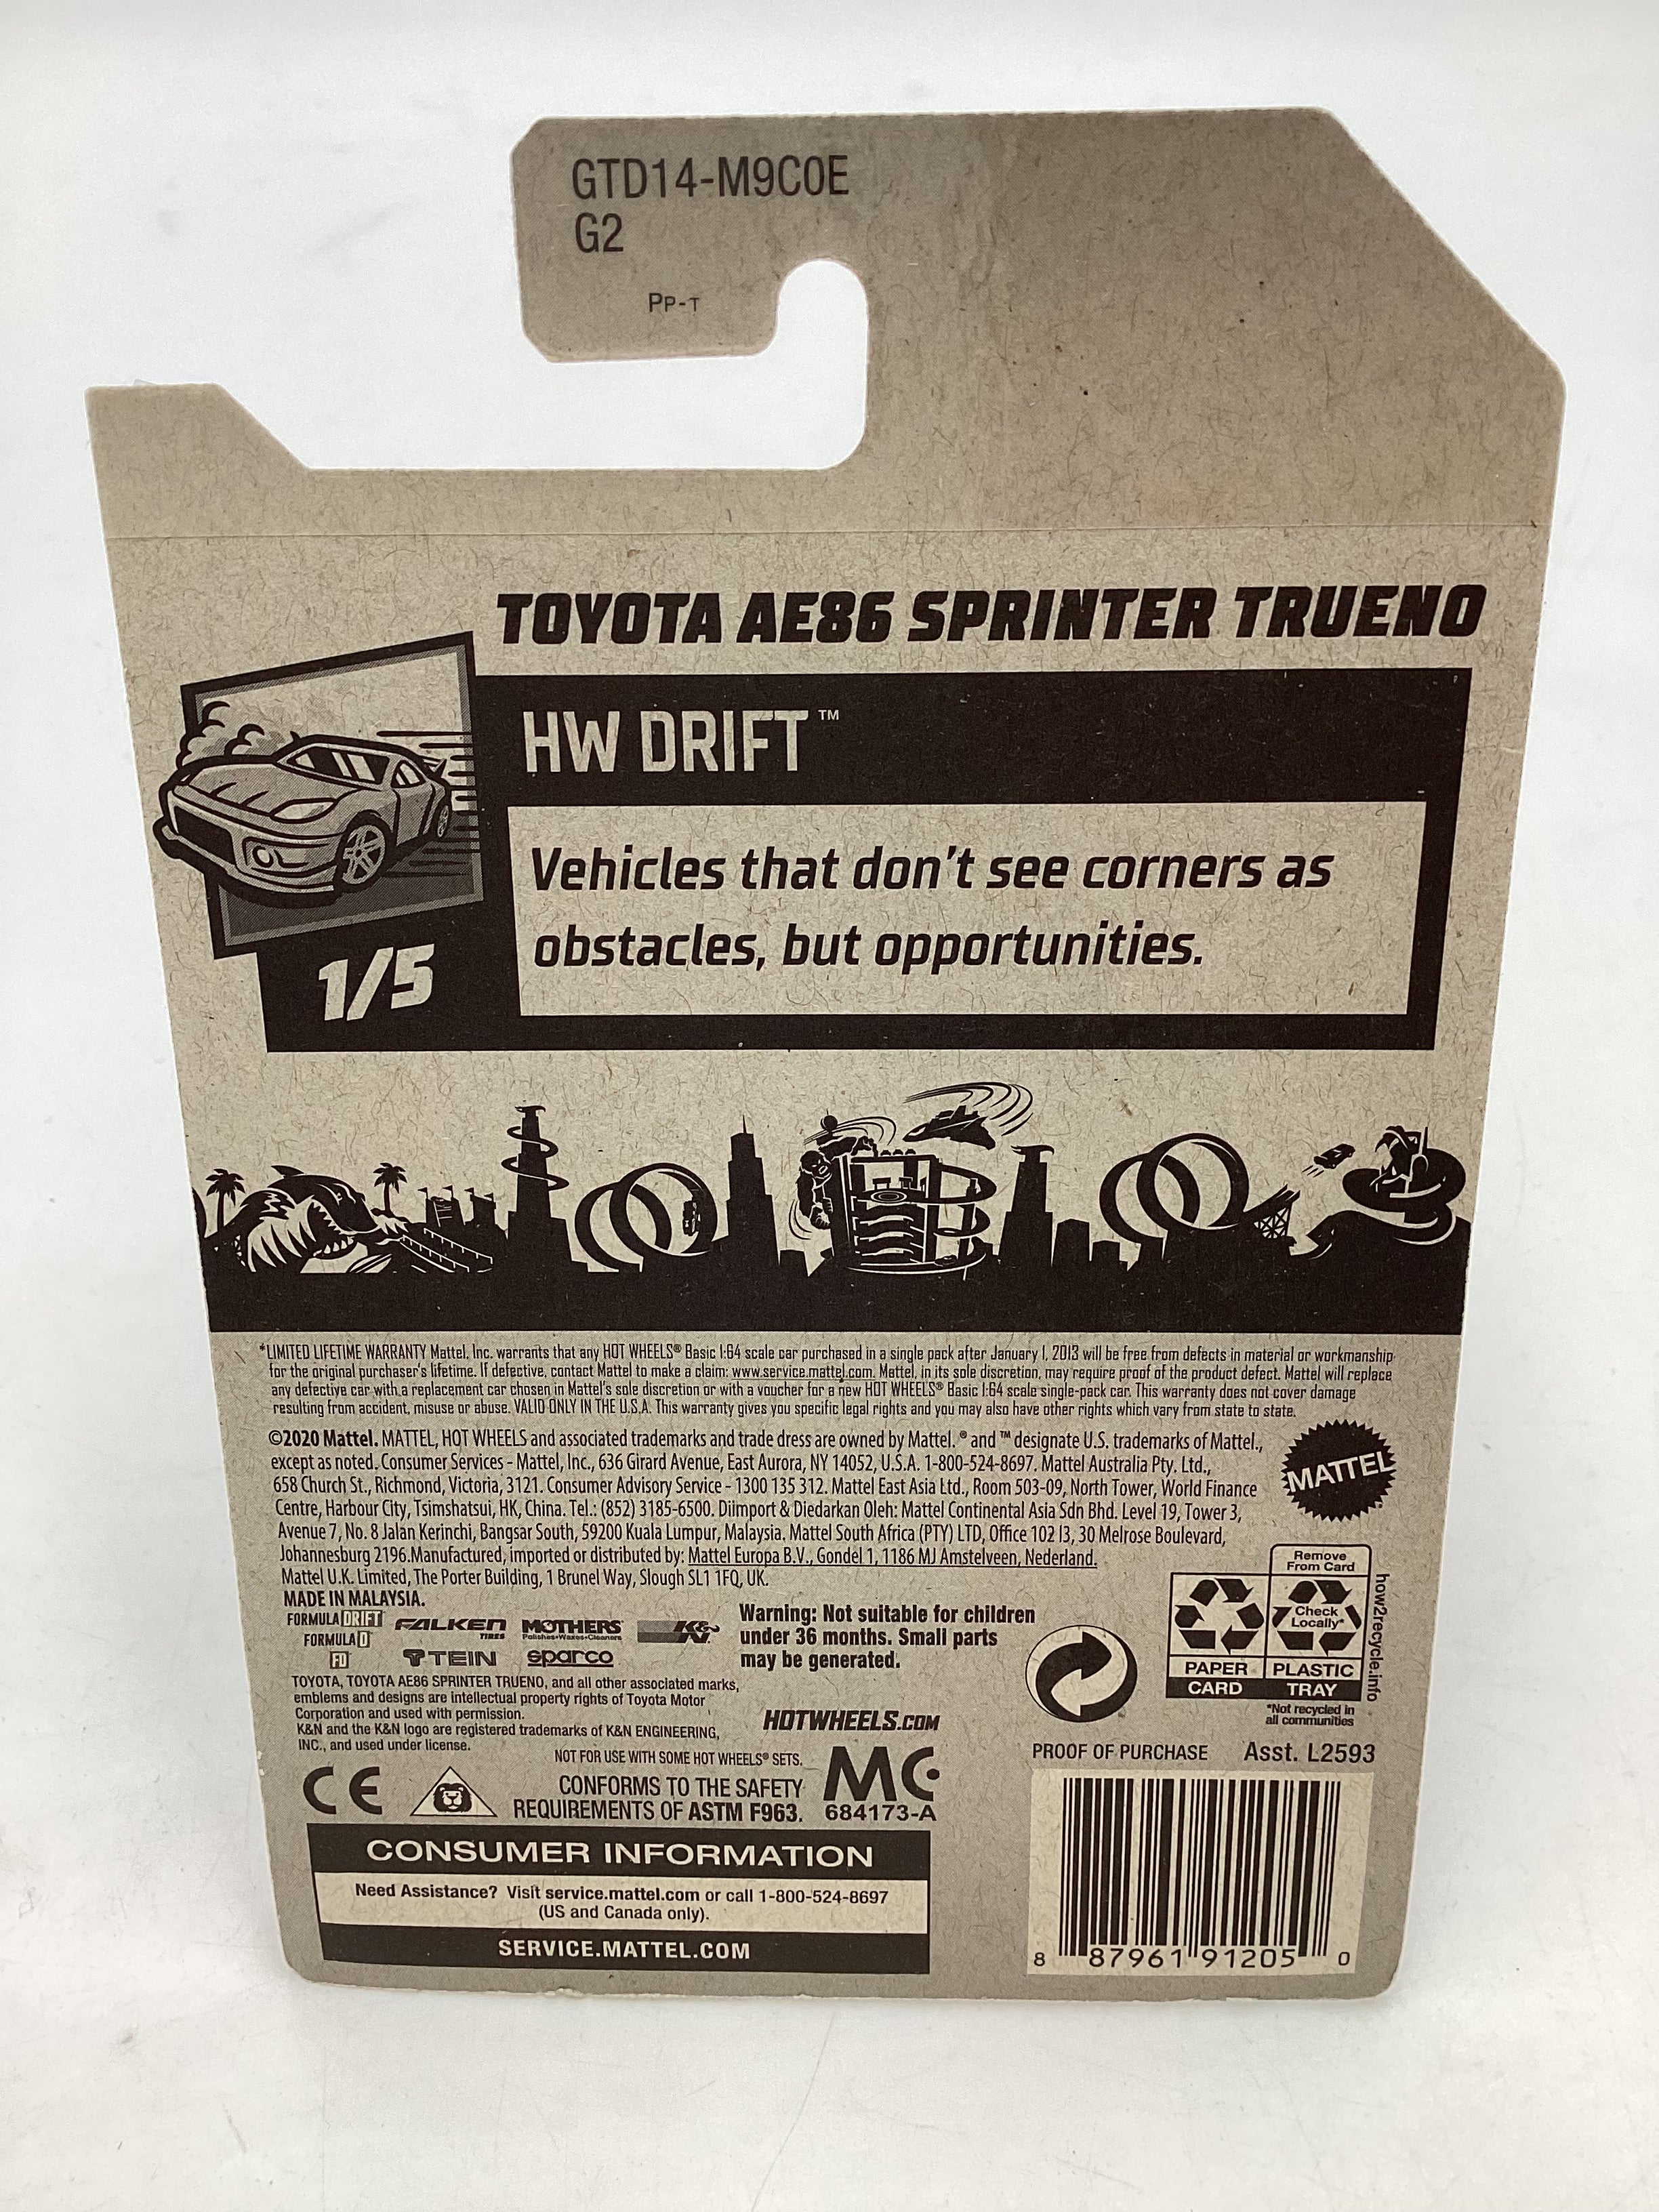 GTD14-M9C0E
G2
PP-T
TOYOTA AE86 SPRINTER TRUENO
HW DRIFT™
Vehicles that don't see corners as
obstacles, but opportunities.
1/5
*LIMITED LIFETIME WARRANTY Mattel, Inc. warrants that any HOT WHEELS® Basic 1:64 scale car purchased in a single pack after January 1, 2013 will be free from defects in material or workmanship
for the original purchaser's lifetime. If defective, contact Mattel to make a claim: www.service.mattel.com. Mattel, in its sole discretion, may require proof of the product defect. Mattel will replace
any defective car with a replacement car chosen in Mattel's sole discretion or with a voucher for a new HOT WHEELS® Basic 1:64 scale single-pack car. This warranty does not cover damage
resulting from accident, misuse or abuse. VALID ONLY IN THE U.S.A. This warranty gives you specific legal rights and you may also have other rights which vary from state to state.
©2020 Mattel. MATTEL, HOT WHEELS and associated trademarks and trade dress are owned by Mattel. ® and ™ designate U.S. trademarks of Mattel.,
except as noted. Consumer Services - Mattel, Inc., 636 Girard Avenue, East Aurora, NY 14052, U.S.A. 1-800-524-8697. Mattel Australia Pty. Ltd.,
658 Church St., Richmond, Victoria, 3121. Consumer Advisory Service - 1300 135 312. Mattel East Asia Ltd., Room 503-09, North Tower, World Finance
Centre, Harbour City, Tsimshatsui, HK, China. Tel.: (852) 3185-6500. Diimport & Diedarkan Oleh: Mattel Continental Asia Sdn Bhd. Level 19, Tower 3,
Avenue 7, No. 8 Jalan Kerinchi, Bangsar South, 59200 Kuala Lumpur, Malaysia. Mattel South Africa (PTY) LTD, Office 102 I3, 30 Melrose Boulevard,
Johannesburg 2196.Manufactured, imported or distributed by: Mattel Europa B.V., Gondel 1, 1186 MJ Amstelveen, Nederland.
Mattel U.K. Limited, The Porter Building, 1 Brunel Way, Slough SL1 1FQ, UK.
MADE IN MALAYSIA.
MATTEL
FORMULA DRIFT
FORMULA D
FD
FALKEN
TIRES
MOTHERS
Polishes•Waxes•Cleaners
K&N
TEIN
sparco
Warning: Not suitable for children
under 36 months. Small parts
may be generated.
Remove
From Card
Check
Locally*
PAPER
CARD
PLASTIC
TRAY
*Not recycled in
all communities
how2recycle.info
TOYOTA, TOYOTA AE86 SPRINTER TRUENO, and all other associated marks,
emblems and designs are intellectual property rights of Toyota Motor
Corporation and used with permission.
K&N and the K&N logo are registered trademarks of K&N ENGINEERING,
INC., and used under license.
HOTWHEELS.COM
NOT FOR USE WITH SOME HOT WHEELS® SETS.
CE
CONFORMS TO THE SAFETY
REQUIREMENTS OF ASTM F963.
MC
684173-A
PROOF OF PURCHASE Asst. L2593
CONSUMER INFORMATION
Need Assistance? Visit service.mattel.com or call 1-800-524-8697
(US and Canada only).
SERVICE.MATTEL.COM
8 87961 91205 0